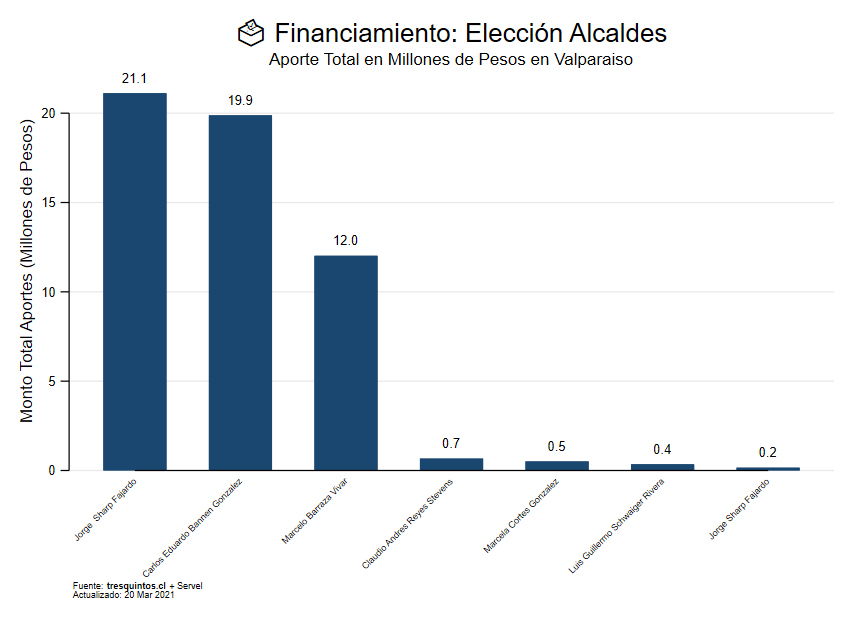 Financiamiento: Elección Alcaldes
Aporte Total en Millones de Pesos en Valparaiso
Monto Total Aportes (Millones de Pesos)
20
15
10
5
0
21.1
19.9
12.0
0.7
0.5
0.4
0.2
Jorge  Sharp Fajardo
Carlos Eduardo Bannen Gonzalez
Marcelo Barraza Vivar
Claudio Andres Reyes Stevens
Marcela Cortes Gonzalez
Luis Guillermo Schwaiger Rivera
Jorge Sharp Fajardo
Fuente: tresquintos.cl + Servel
Actualizado: 20 Mar 2021